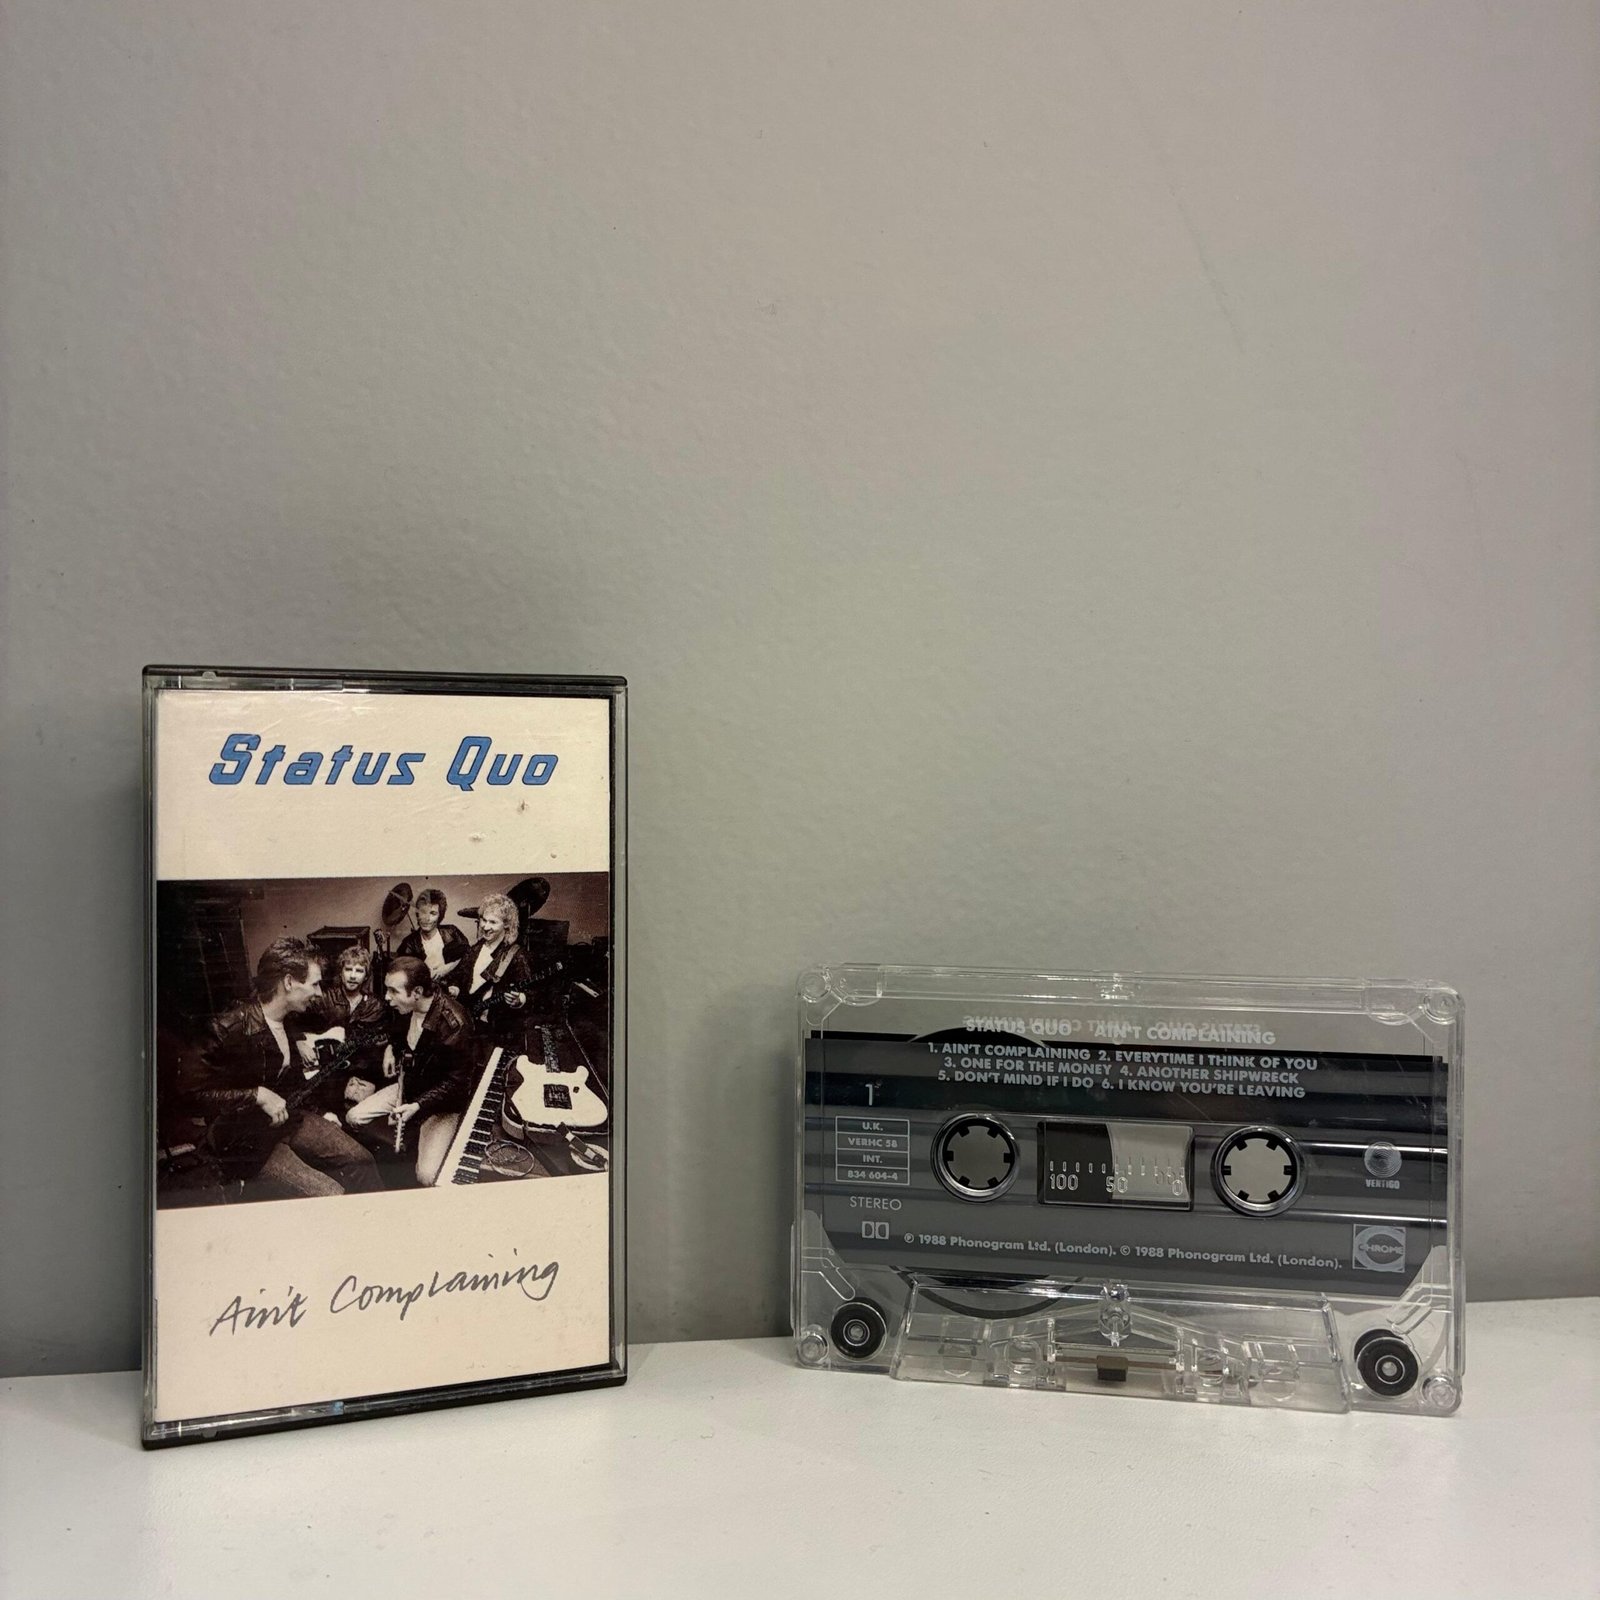 Status Quo
Ain't Complaining
STATUS QUO AIN'T COMPLAINING
1. AIN'T COMPLAINING 2. EVERYTIME I THINK OF YOU
3. ONE FOR THE MONEY 4. ANOTHER SHIPWRECK
5. DON'T MIND IF I DO 6. I KNOW YOU'RE LEAVING
1
U.K.
VERHC 58
INT.
834 604-4
STEREO
100 50 0
VERTIGO
℗ 1988 Phonogram Ltd. (London). © 1988 Phonogram Ltd. (London).
CHROME